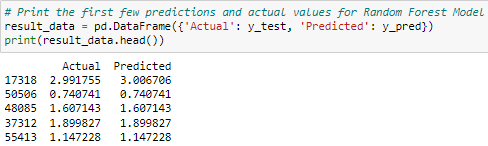 # Print the first few predictions and actual values for Random Forest Model
result_data = pd.DataFrame({'Actual': y_test, 'Predicted': y_pred})
print(result_data.head())
Actual Predicted
17318 2.991755 3.006706
50506 0.740741 0.740741
48085 1.607143 1.607143
37312 1.899827 1.899827
55413 1.147228 1.147228